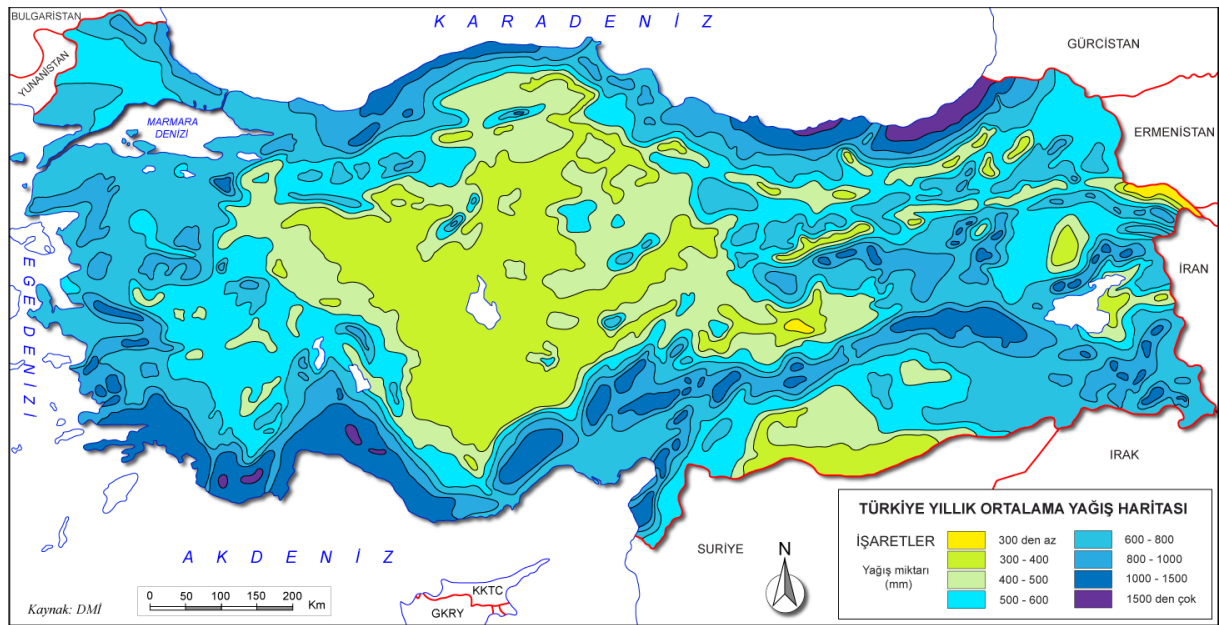 K A R A D E N İ Z
BULGARİSTAN
YUNANİSTAN
GÜRCİSTAN
MARMARA
DENİZİ
ERMENİSTAN
İRAN
E G E D E N İ Z İ
IRAK
SURİYE
A K D E N İ Z
KKTC
GKRY
N
0 50 100 150 200
Km
Kaynak: DMİ
TÜRKİYE YILLIK ORTALAMA YAĞIŞ HARİTASI
İŞARETLER
Yağış miktarı
(mm)
300 den az
300 - 400
400 - 500
500 - 600
600 - 800
800 - 1000
1000 - 1500
1500 den çok